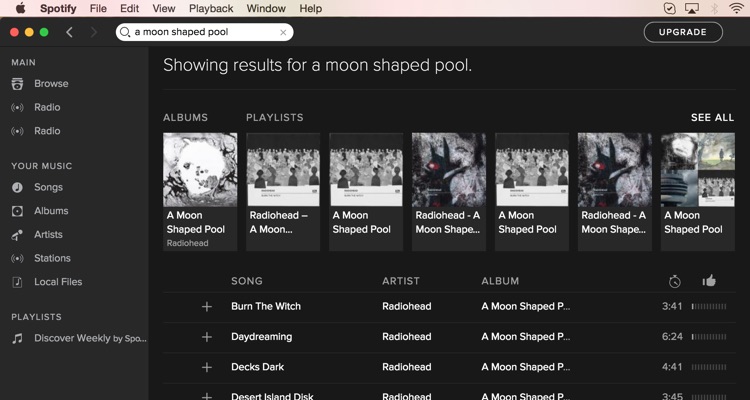 Spotify File Edit View Playback Window Help
a moon shaped pool
UPGRADE
MAIN
Browse
Radio
Radio
YOUR MUSIC
Songs
Albums
Artists
Stations
Local Files
PLAYLISTS
Discover Weekly by Spo...
Showing results for a moon shaped pool.
ALBUMS PLAYLISTS SEE ALL
A Moon
Shaped Pool
Radiohead
Radiohead –
A Moon...
A Moon
Shaped Pool
Radiohead - A
Moon Shape...
A Moon
Shaped Pool
Radiohead - A
Moon Shape...
A Moon
Shaped Pool
SONG ARTIST ALBUM
Burn The Witch Radiohead A Moon Shaped P... 3:41
Daydreaming Radiohead A Moon Shaped P... 6:24
Decks Dark Radiohead A Moon Shaped P... 4:41
Desert Island Disk Radiohead A Moon Shaped P... 3:45